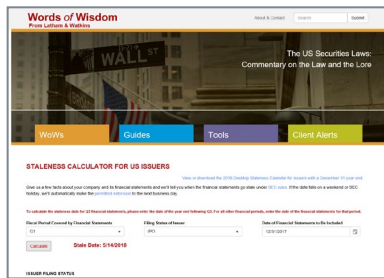 Words of Wisdom
From Latham & Watkins
About & Contact
Search
Submit
WALL ST
BROAD
The US Securities Laws:
Commentary on the Law and the Lore
WoWs
Guides
Tools
Client Alerts
STALENESS CALCULATOR FOR US ISSUERS
View or download the 2018 Desktop Staleness Calendar for issuers with a December 31 year-end
Give us a few facts about your company and its financial statements and we'll tell you when the financial statements go stale under SEC rules. If the date falls on a weekend or SEC
holiday, we'll automatically make the permitted extension to the next business day.
To calculate the staleness date for Q3 financial statements, please enter the date of the year end following Q3. For all other financial periods, enter the date of the financial statements for that period.
Fiscal Period Covered by Financial Statements
Filing Status of Issuer
Date of Financial Statements to Be Included
IPO
12/31/2017
Calculate
Stale Date: 5/14/2018
ISSUER FILING STATUS